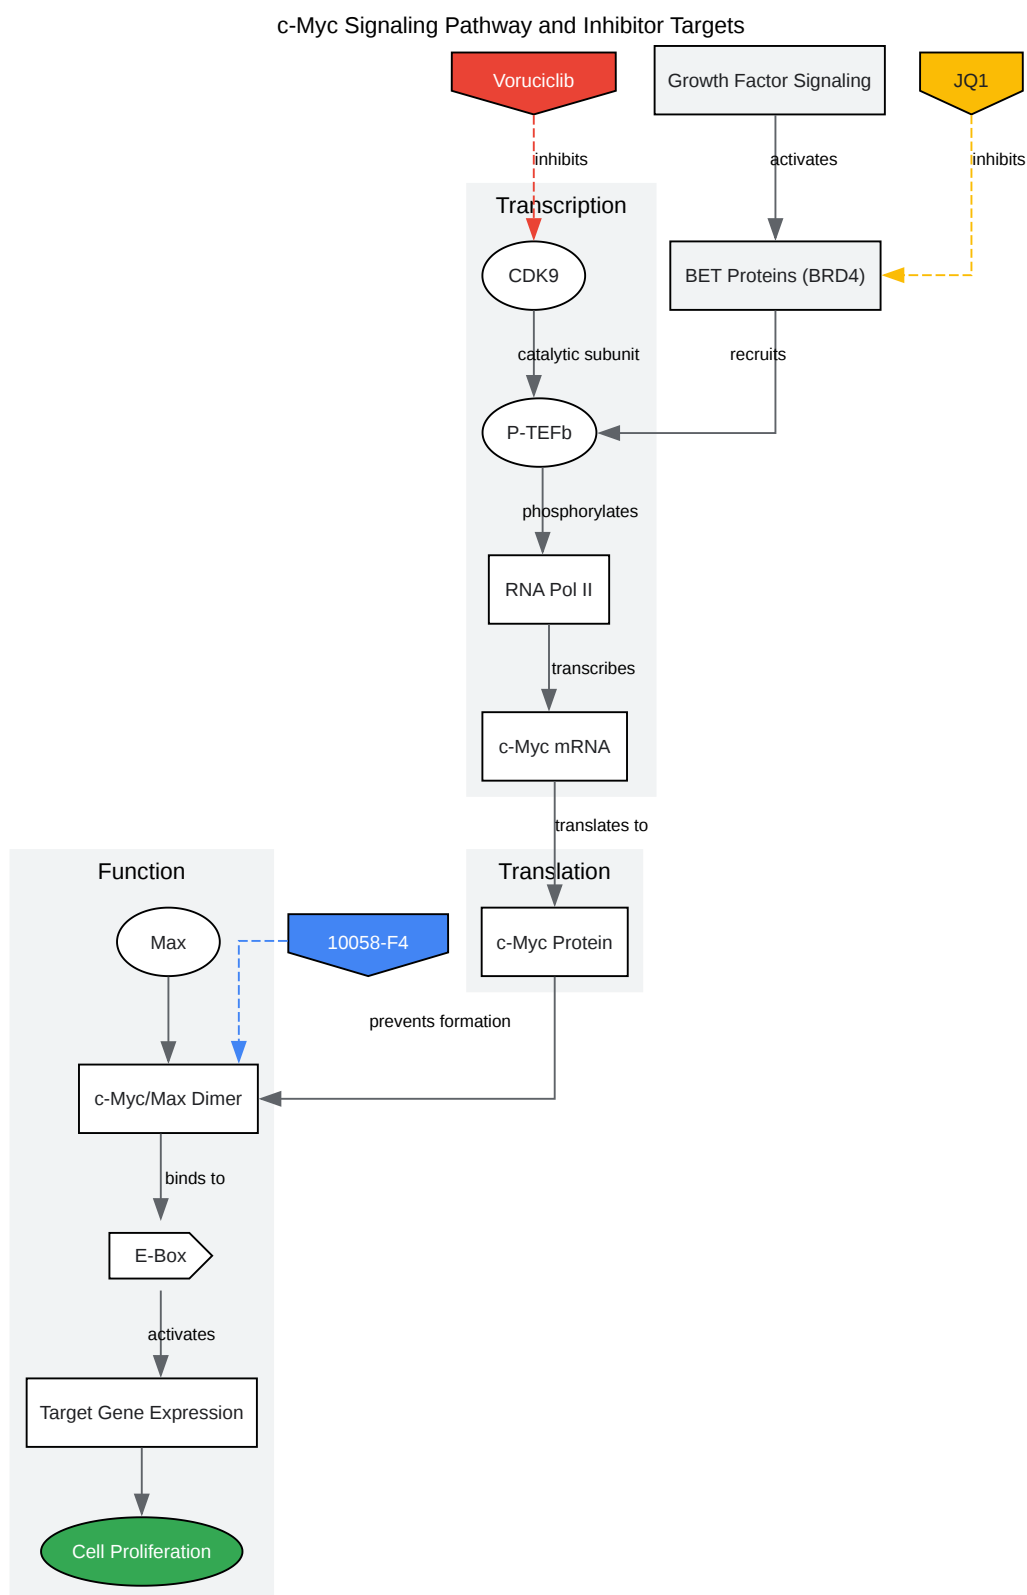 c-Myc Signaling Pathway and Inhibitor Targets
Voruciclib
Growth Factor Signaling
JQ1
inhibits
activates
inhibits
Transcription
CDK9
BET Proteins (BRD4)
catalytic subunit
recruits
P-TEFb
phosphorylates
RNA Pol II
transcribes
c-Myc mRNA
translates to
Function
Translation
Max
10058-F4
c-Myc Protein
prevents formation
c-Myc/Max Dimer
binds to
E-Box
activates
Target Gene Expression
Cell Proliferation